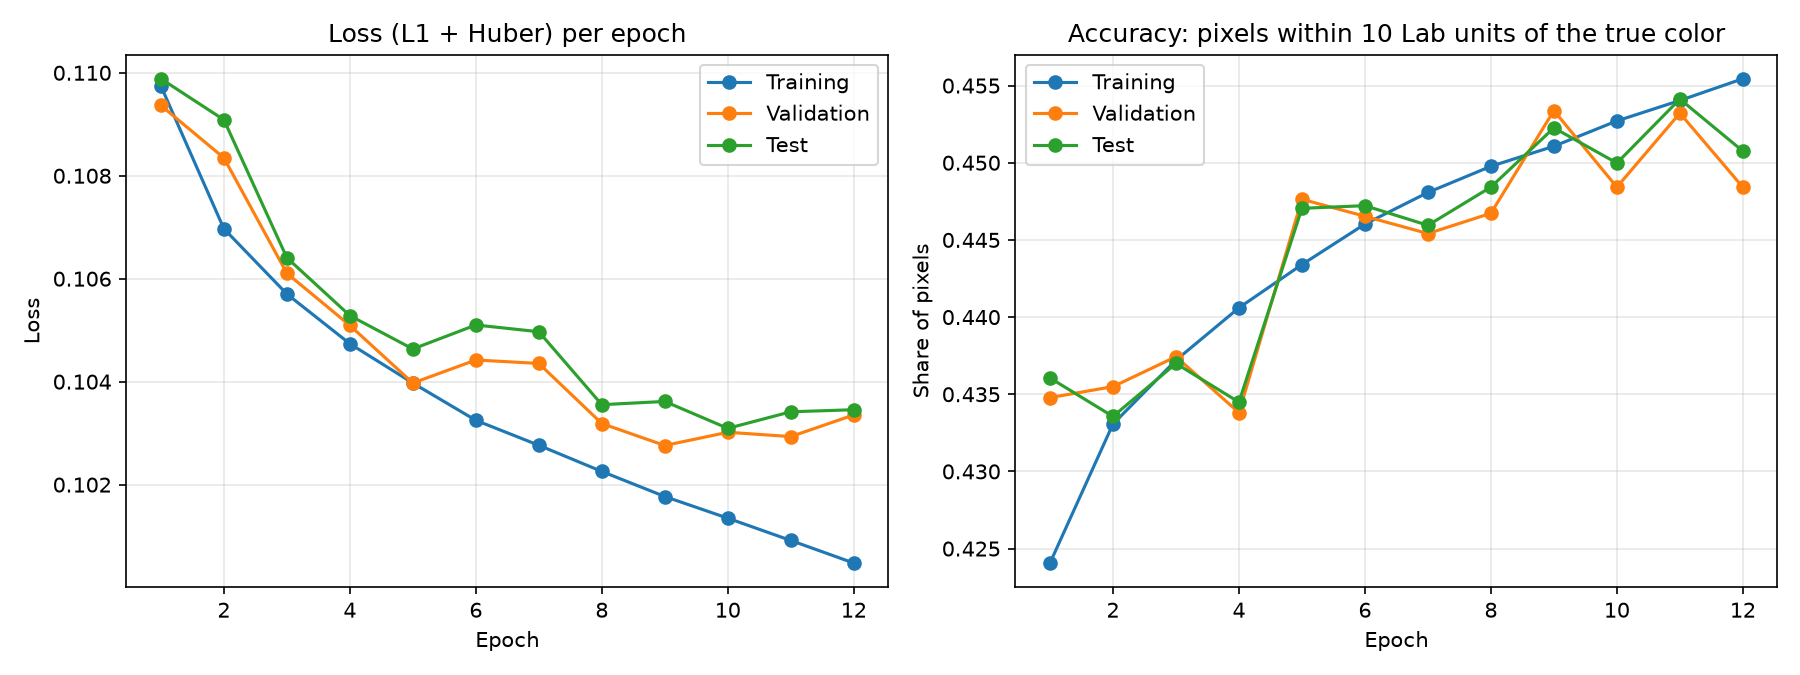 Loss (L1 + Huber) per epoch
Loss
0.110
0.108
0.106
0.104
0.102
Training
Validation
Test
2 4 6 8 10 12
Epoch
Accuracy: pixels within 10 Lab units of the true color
Share of pixels
0.455
0.450
0.445
0.440
0.435
0.430
0.425
Training
Validation
Test
2 4 6 8 10 12
Epoch